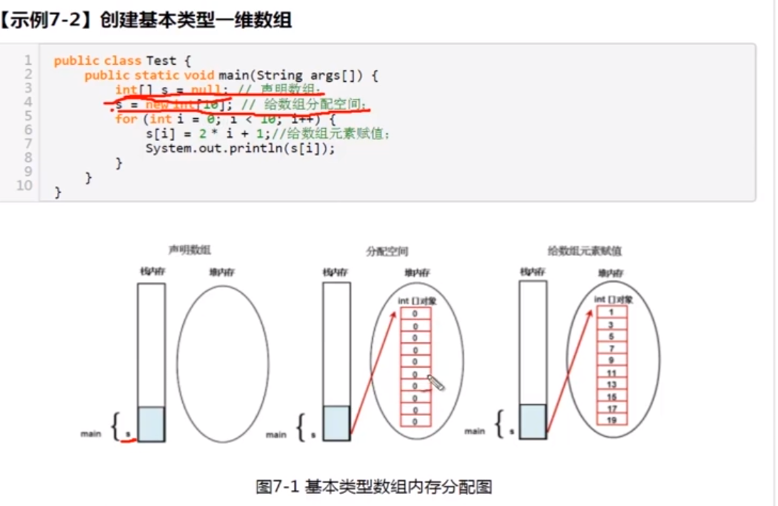 【示例7-2】创建基本类型一维数组
1 public class Test {
2 public static void main(String args[]) {
3 int[] s = null; // 声明数组;
4 s = new int[10]; // 给数组分配空间;
5 for (int i = 0; i < 10; i++) {
6 s[i] = 2 * i + 1;//给数组元素赋值;
7 System.out.println(s[i]);
8 }
9 }
10 }
声明数组 分配空间 给数组元素赋值
栈内存 堆内存 栈内存 堆内存 栈内存 堆内存
int []对象 int []对象
0 1
0 3
0 5
0 7
0 9
0 11
0 13
0 15
0 17
0 19
main { s main { s main { s
图7-1 基本类型数组内存分配图